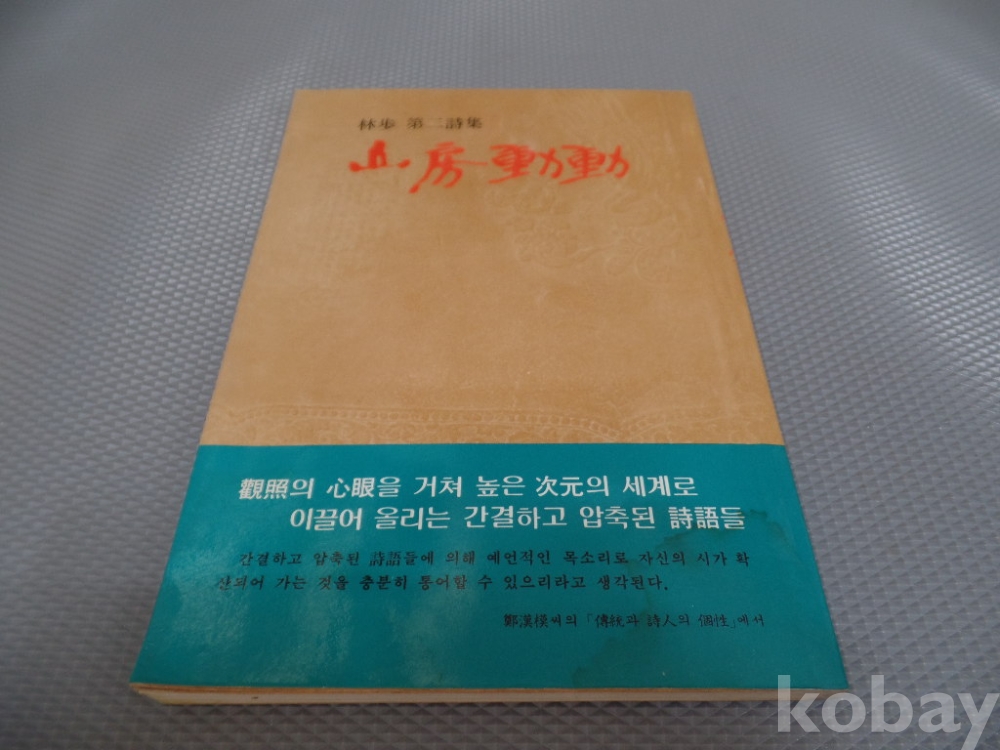 林步 第二詩集
山房動動
觀照의 心眼을 거쳐 높은 次元의 세계로
이끌어 올리는 간결하고 압축된 詩語들
간결하고 압축된 詩語들에 의해 예언적인 목소리로 자신의 시가 확
산되어 가는 것을 충분히 통어할 수 있으리라고 생각된다.
鄭漢模씨의 「傳統과 詩人의 個性」에서
kobay